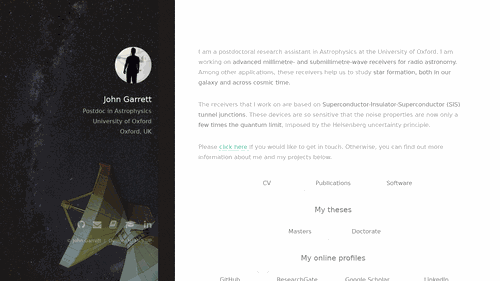 John Garrett
Postdoc in Astrophysics
University of Oxford
Oxford, UK
I am a postdoctoral research assistant in Astrophysics at the University of Oxford. I am
working on advanced millimetre- and submillimetre-wave receivers for radio astronomy.
Among other applications, these receivers help us to study star formation, both in our
galaxy and across cosmic time.
The receivers that I work on are based on Superconductor-Insulator-Superconductor (SIS)
tunnel junctions. These devices are so sensitive that the noise properties are now only a
few times the quantum limit, imposed by the Heisenberg uncertainty principle.
Please click here if you would like to get in touch. Otherwise, you can find out more
information about me and my projects below.
CV Publications Software
My theses
Masters Doctorate
My online profiles
GitHub ResearchGate Google Scholar LinkedIn